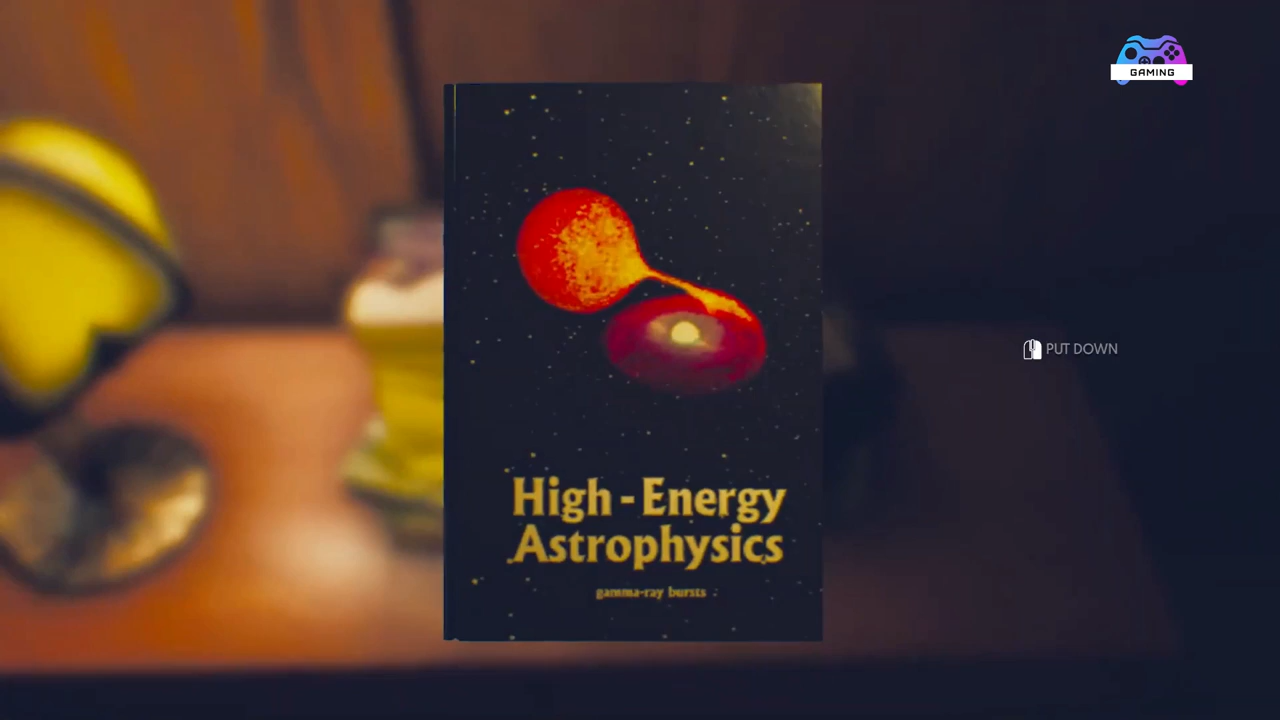 GAMING
PUT DOWN
High - Energy
Astrophysics
gamma-ray bursts